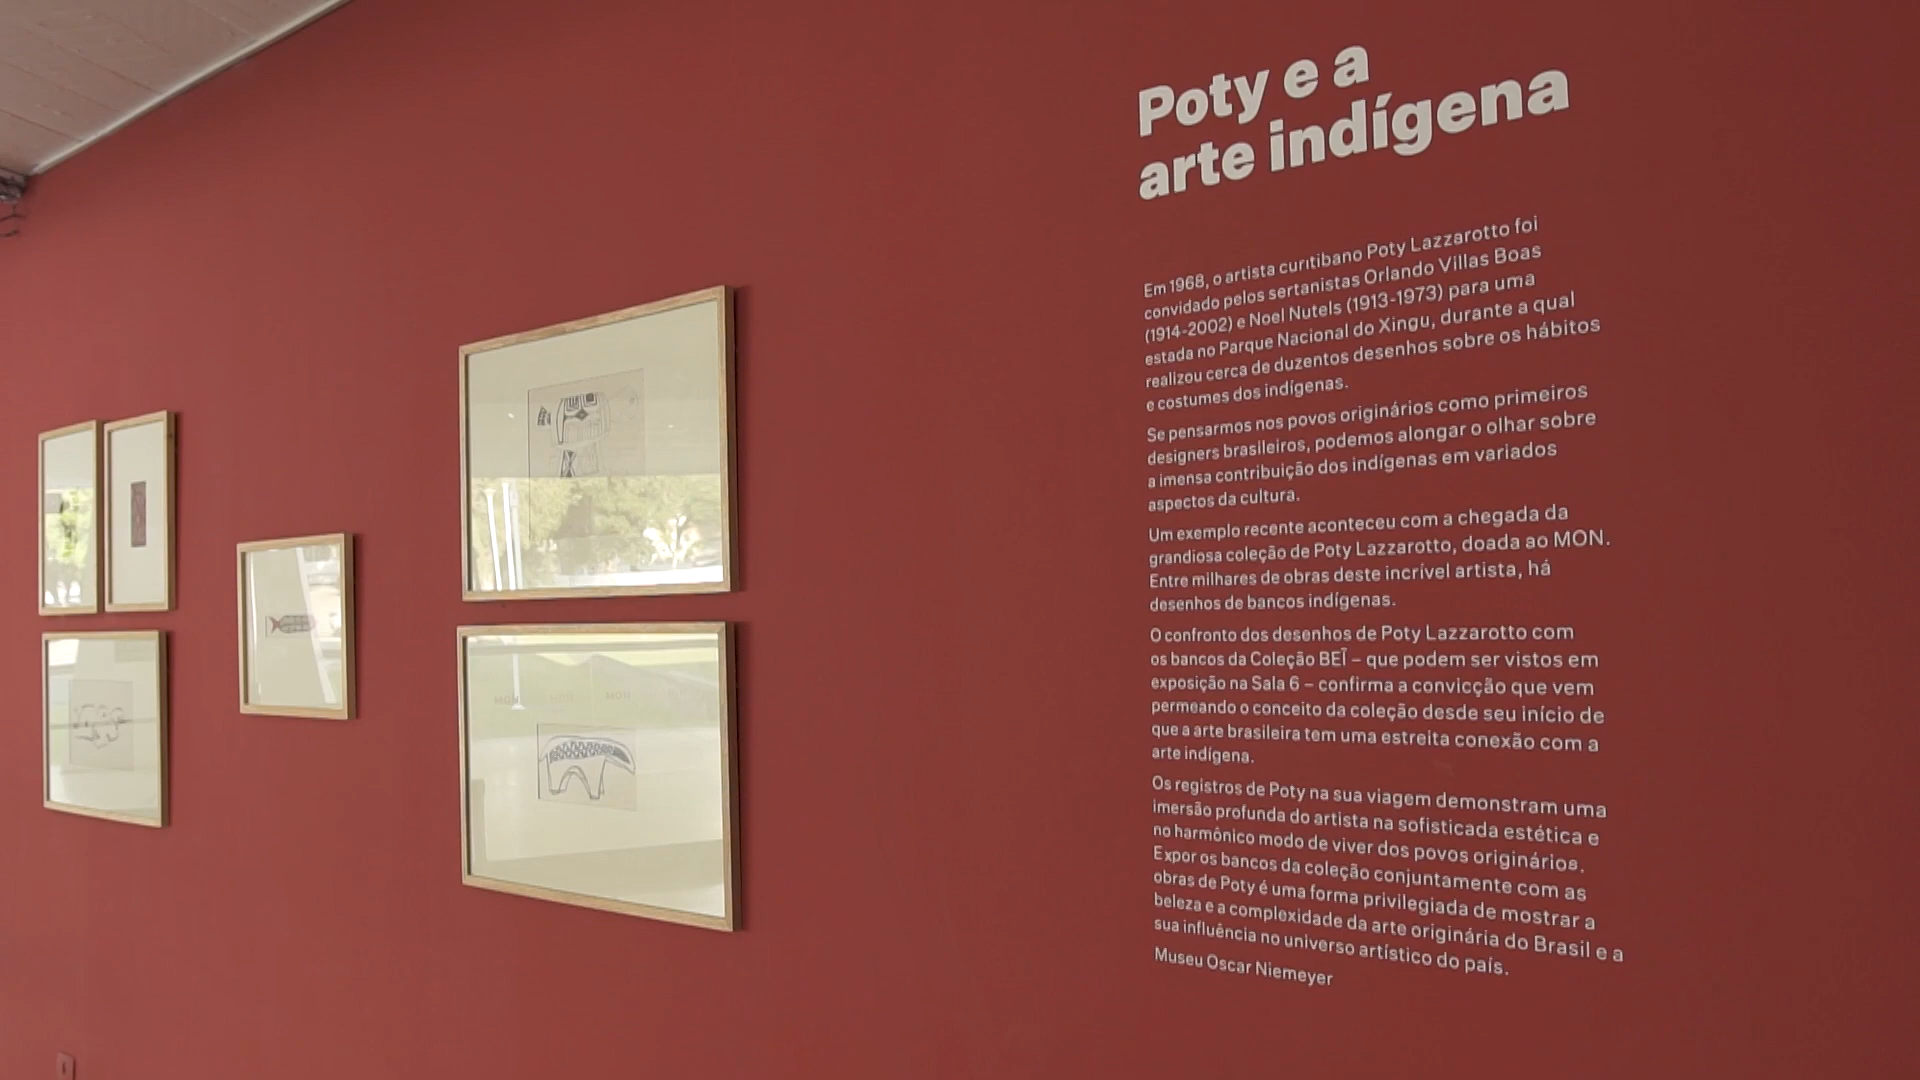 Poty e a
arte indígena
Em 1968, o artista curitibano Poty Lazzarotto foi
convidado pelos sertanistas Orlando Villas Boas
(1914-2002) e Noel Nutels (1913-1973) para uma
estada no Parque Nacional do Xingu, durante a qual
realizou cerca de duzentos desenhos sobre os hábitos
e costumes dos indígenas.
Se pensarmos nos povos originários como primeiros
designers brasileiros, podemos alongar o olhar sobre
a imensa contribuição dos indígenas em variados
aspectos da cultura.
Um exemplo recente aconteceu com a chegada da
grandiosa coleção de Poty Lazzarotto, doada ao MON.
Entre milhares de obras deste incrível artista, há
desenhos de bancos indígenas.
O confronto dos desenhos de Poty Lazzarotto com
os bancos da Coleção BEĨ – que podem ser vistos em
exposição na Sala 6 – confirma a convicção que vem
permeando o conceito da coleção desde seu início de
que a arte brasileira tem uma estreita conexão com a
arte indígena.
Os registros de Poty na sua viagem demonstram uma
imersão profunda do artista na sofisticada estética e
no harmônico modo de viver dos povos originários.
Expor os bancos da coleção conjuntamente com as
obras de Poty é uma forma privilegiada de mostrar a
beleza e a complexidade da arte originária do Brasil e a
sua influência no universo artístico do país.
Museu Oscar Niemeyer